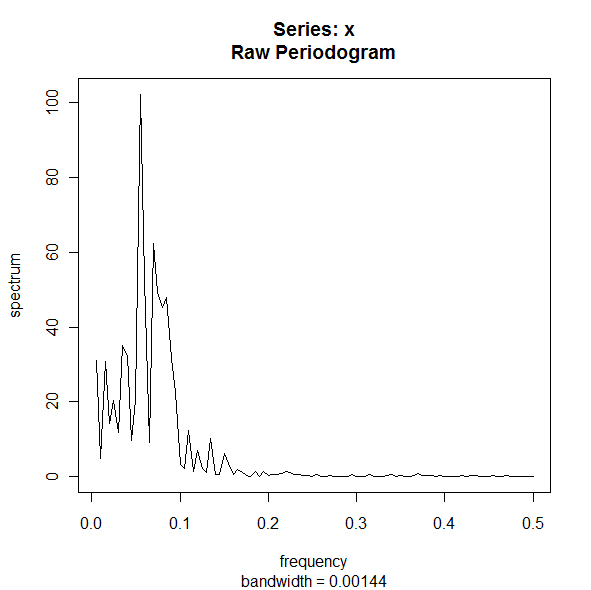 Series: x
Raw Periodogram
100
80
60
40
20
0
spectrum
0.0 0.1 0.2 0.3 0.4 0.5
frequency
bandwidth = 0.00144